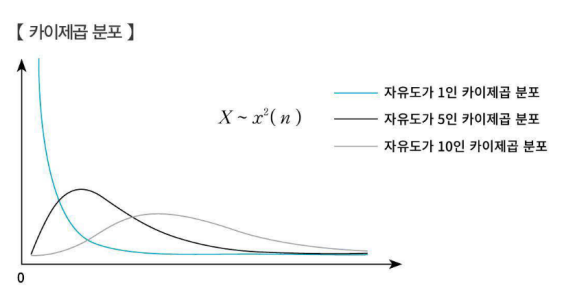 【 카이제곱 분포 】
X ~ x²( n )
자유도가 1인 카이제곱 분포
자유도가 5인 카이제곱 분포
자유도가 10인 카이제곱 분포
0